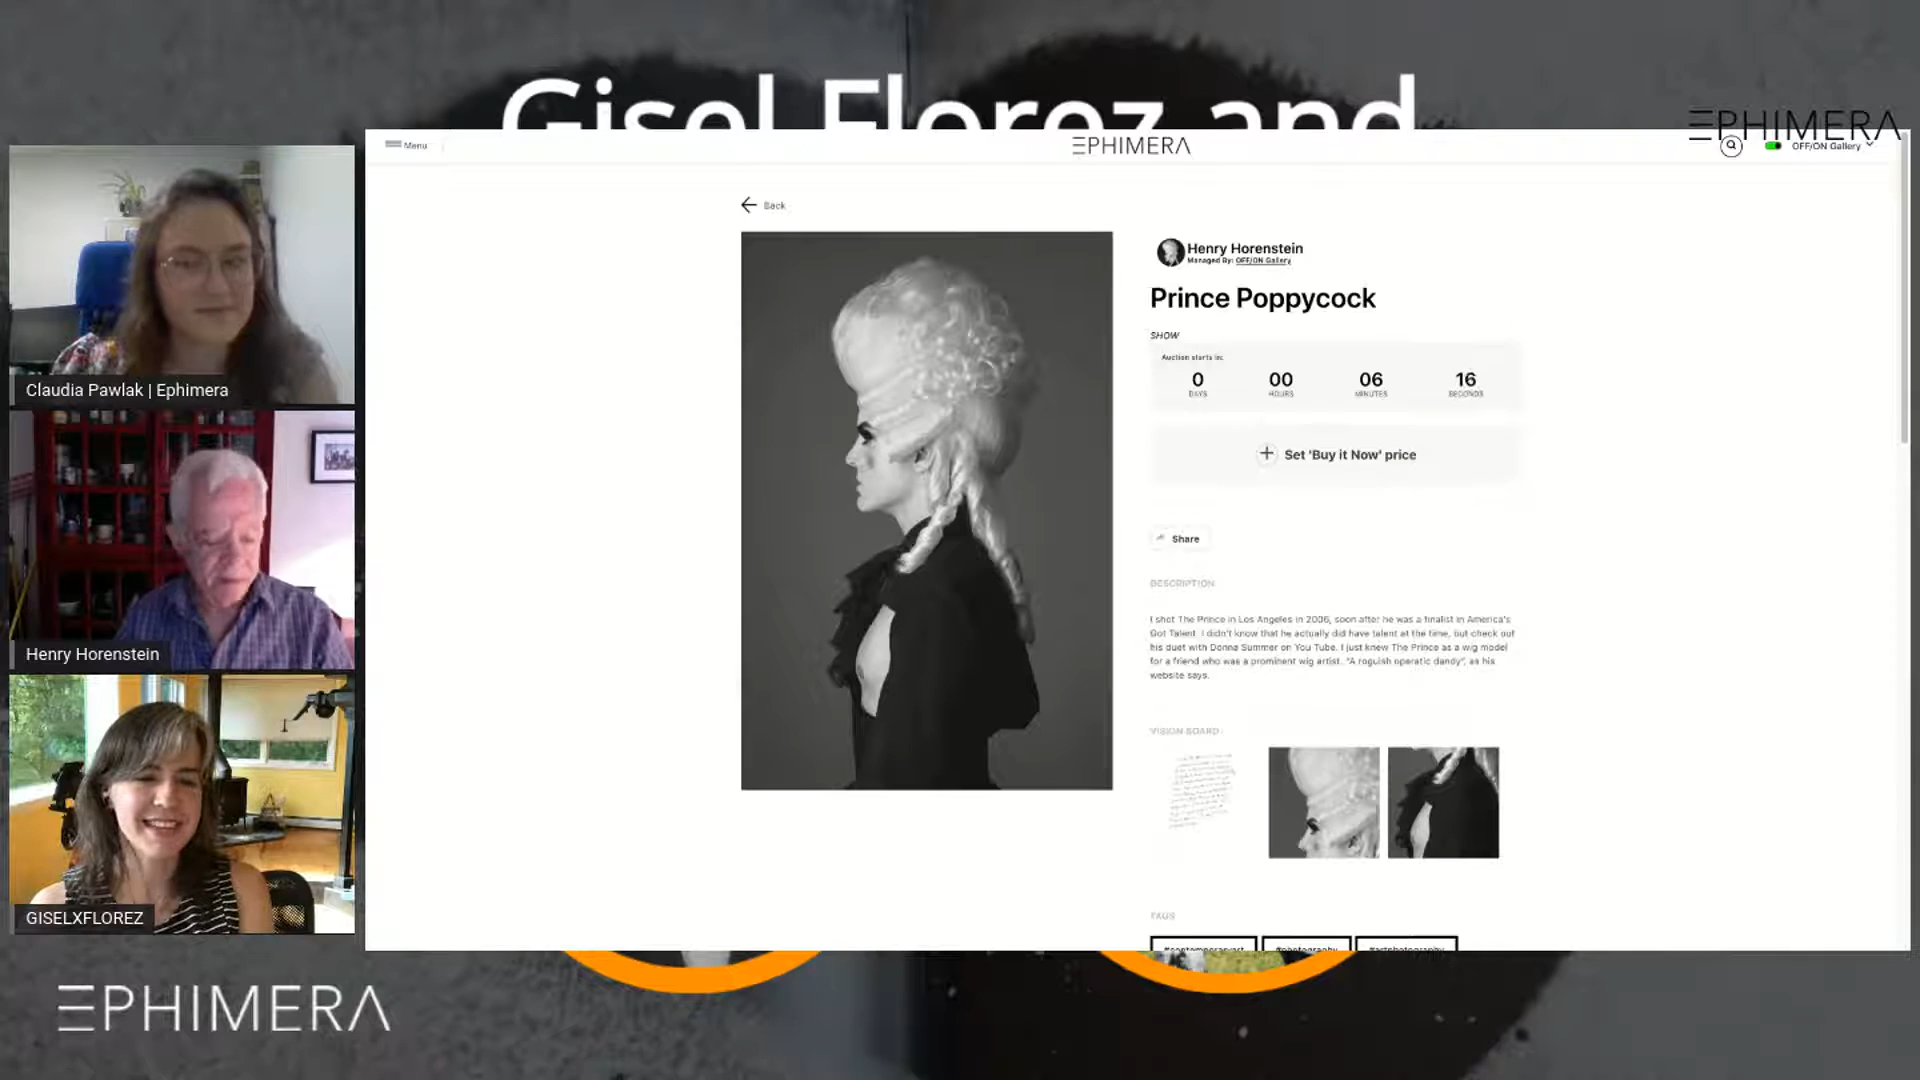 Gisel Florez and
EPHIMERA
Menu
EPHIMERA
OFF/ON Gallery
Back
Henry Horenstein
Managed By: OFF/ON Gallery
Prince Poppycock
SHOW
Auction starts in:
0 00 06 16
DAYS HOURS MINUTES SECONDS
Set 'Buy it Now' price
Share
DESCRIPTION
I shot The Prince in Los Angeles in 2006, soon after he was a finalist in America's
Got Talent. I didn't know that he actually did have talent at the time, but check out
his duet with Donna Summer on You Tube. I just knew The Prince as a wig model
for a friend who was a prominent wig artist. "A roguish operatic dandy", as his
website says.
VISION BOARD
TAGS
#contemporaryart #photography #artphotography
Claudia Pawlak | Ephimera
Henry Horenstein
GISELXFLOREZ
EPHIMERA